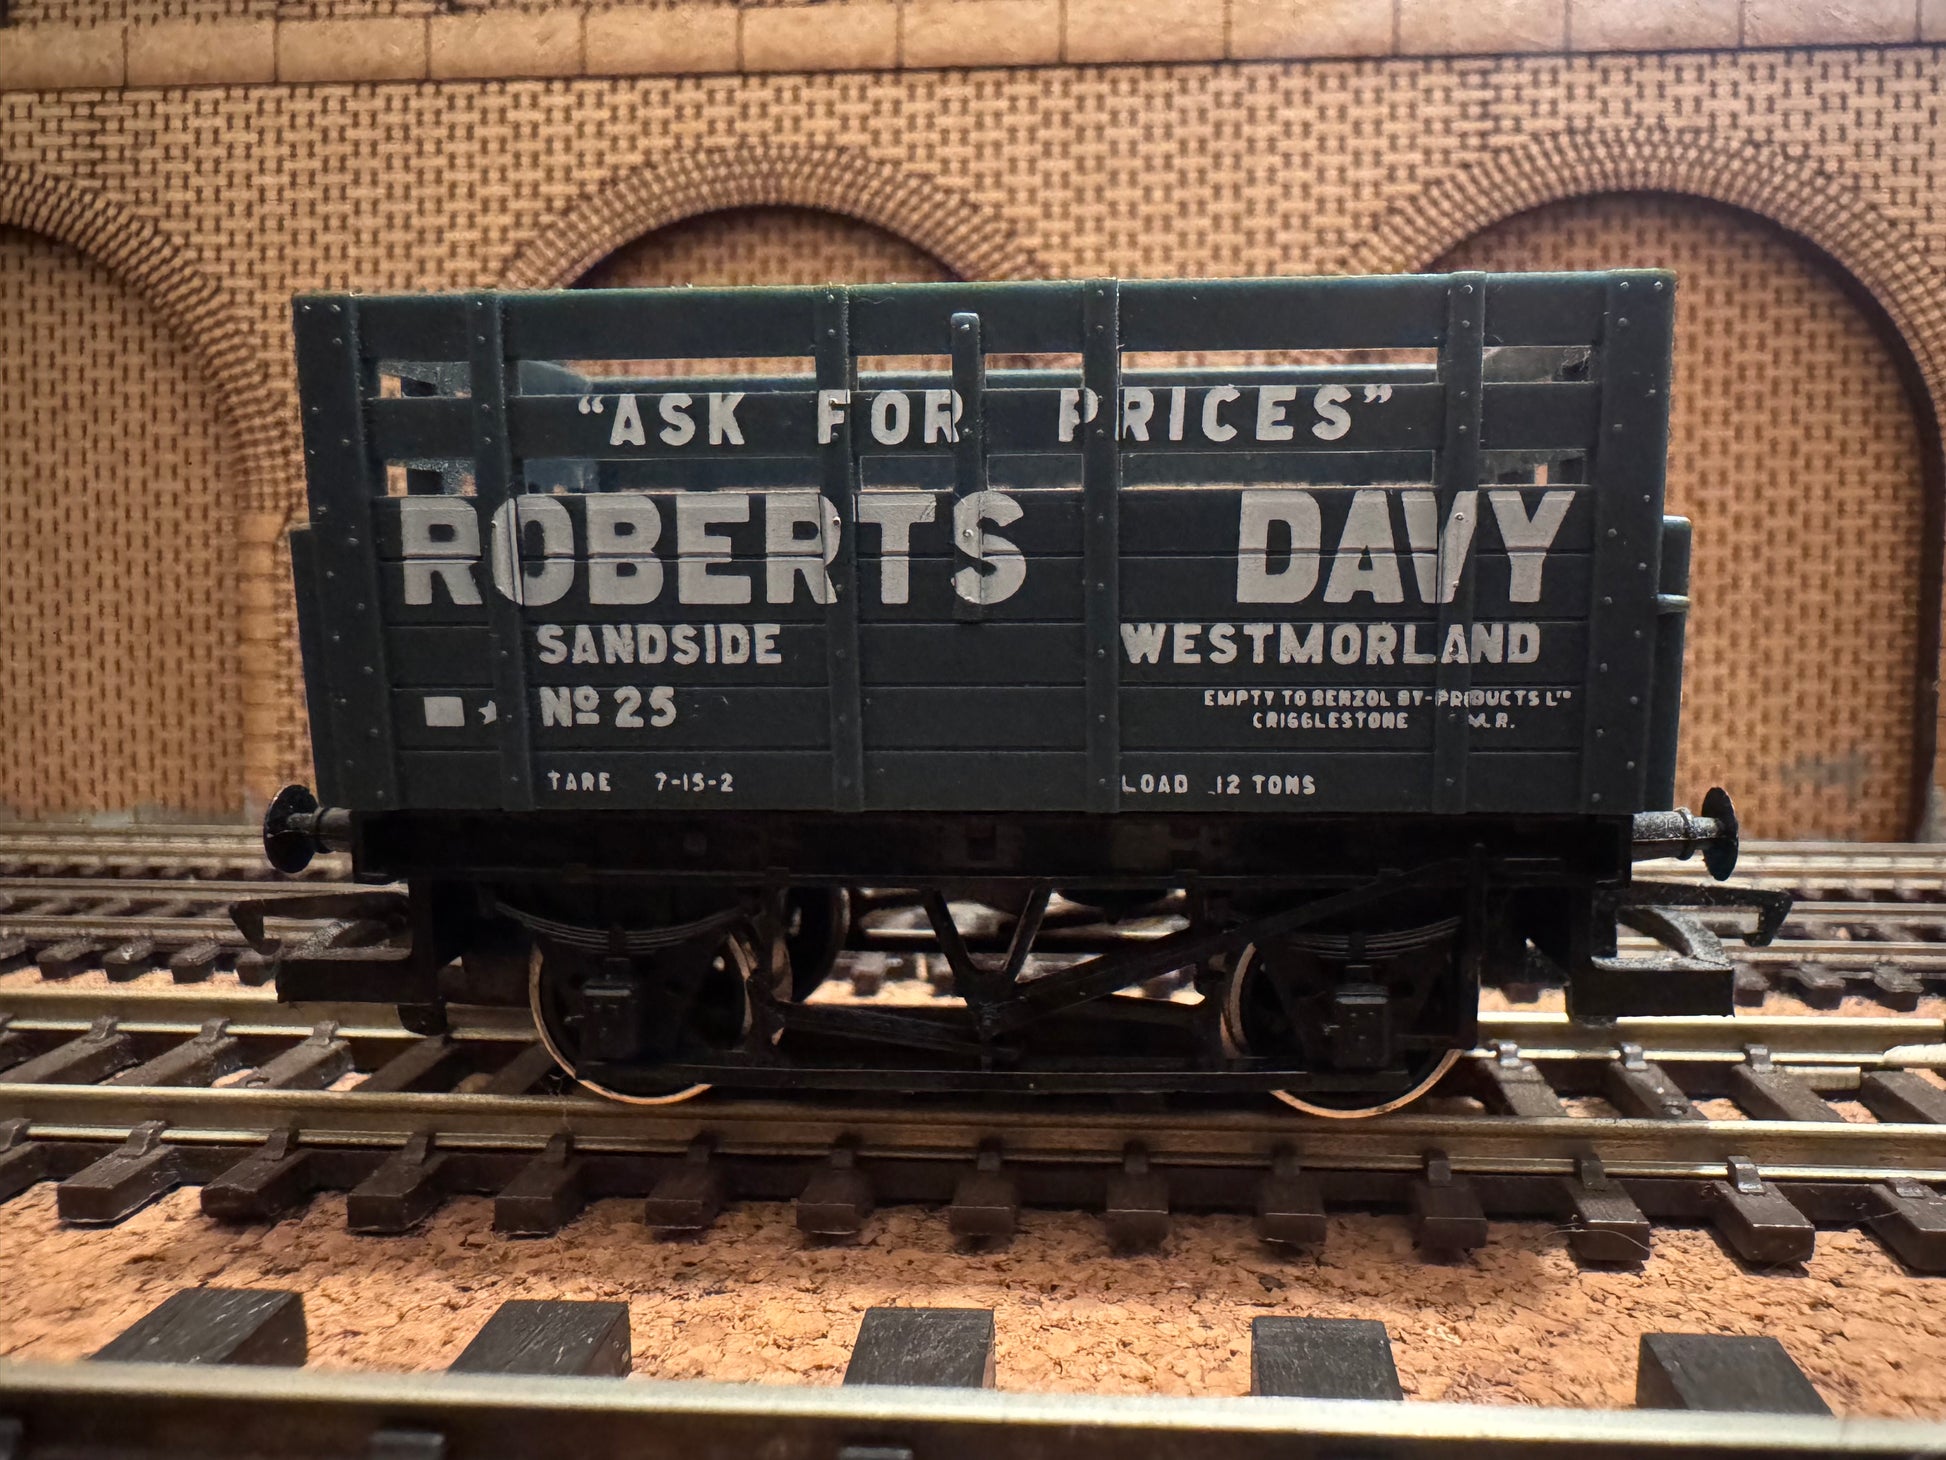 “ASK FOR PRICES”
ROBERTS DAVY
SANDSIDE WESTMORLAND
Nº 25
EMPTY TO BENZOL BY-PRODUCTS Lᵀᴰ
CRIGGLESTONE M.R.
TARE 7-15-2 LOAD 12 TONS